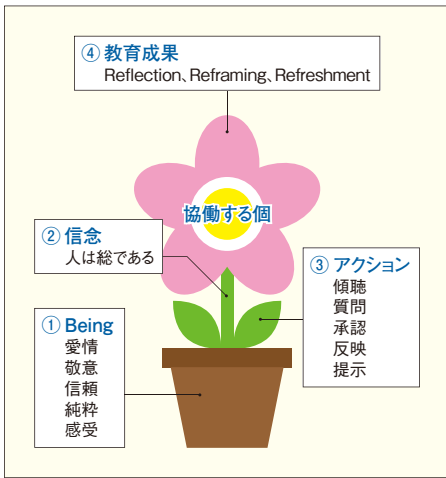 ④ 教育成果
Reflection、Reframing、Refreshment
協働する個
② 信念
人は総である
③ アクション
傾聴
質問
承認
反映
提示
① Being
愛情
敬意
信頼
純粋
感受